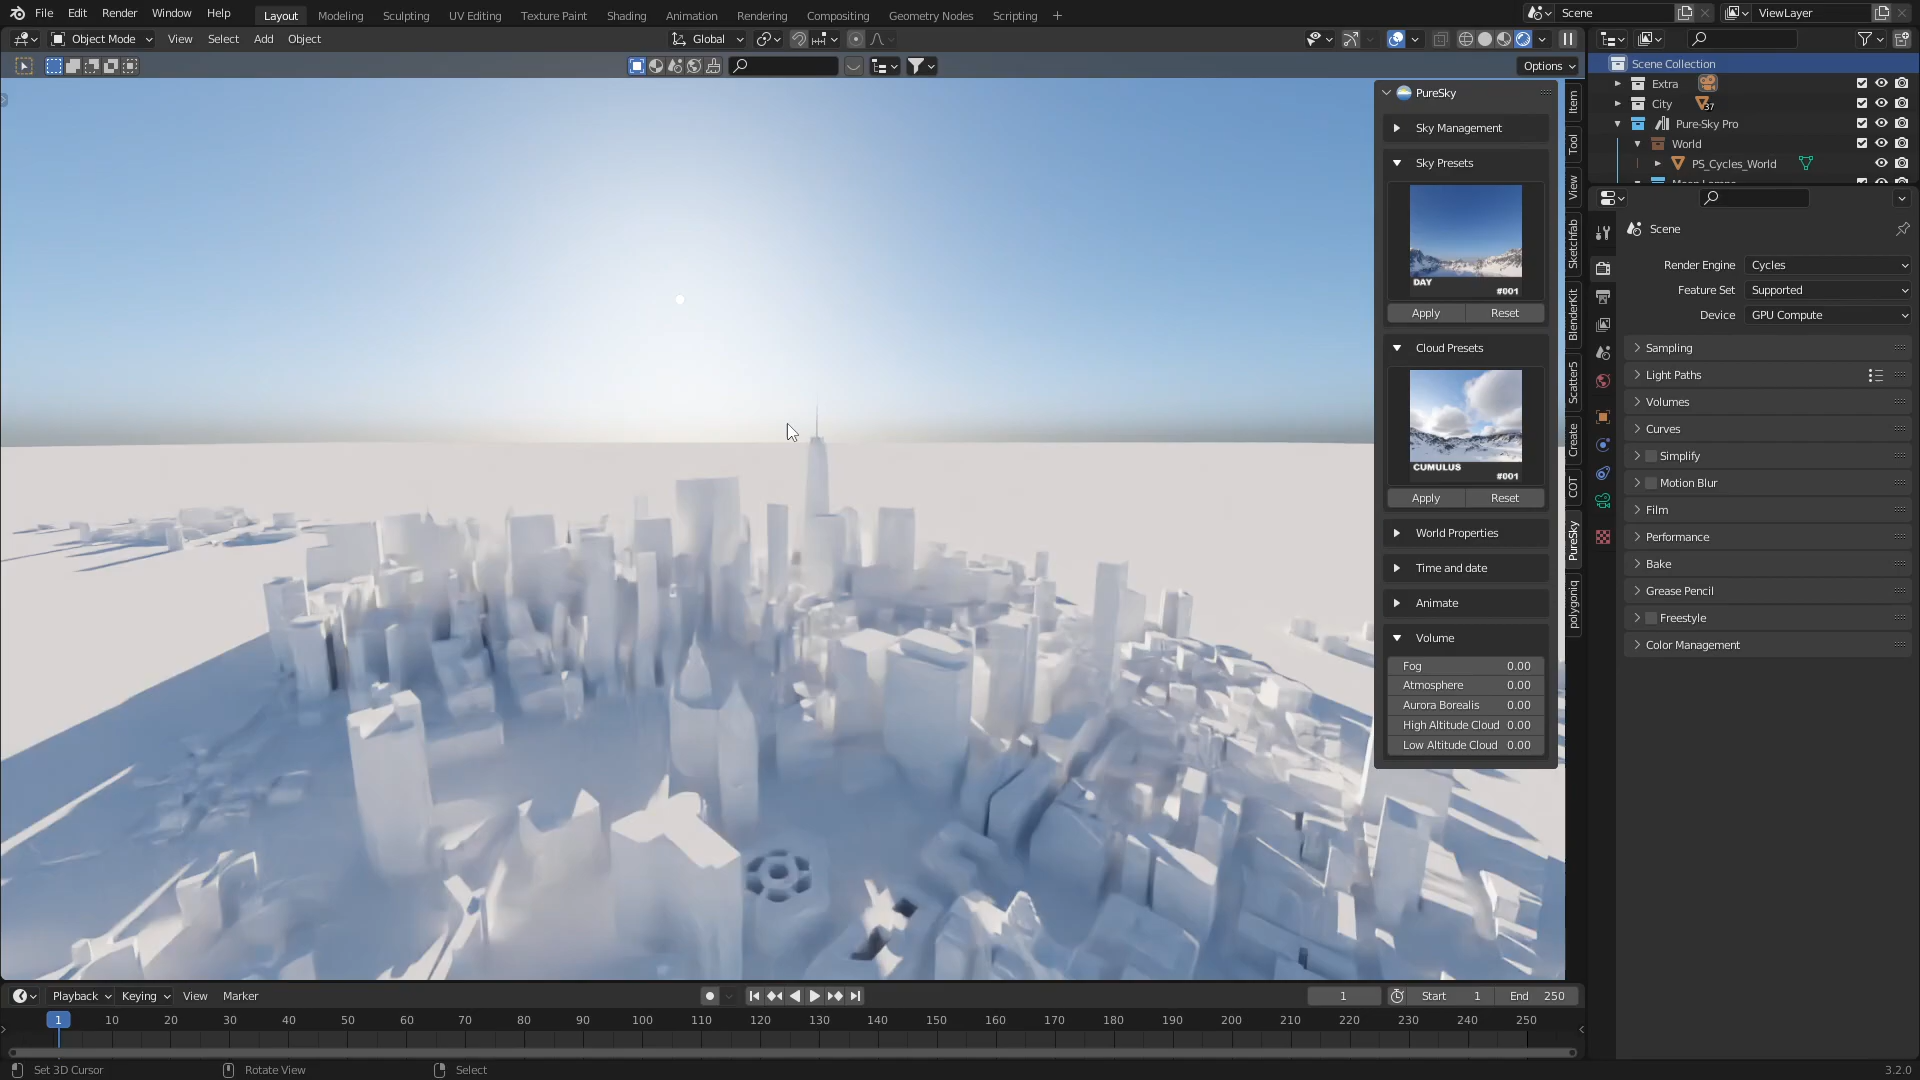 File Edit Render Window Help Layout Modeling Sculpting UV Editing Texture Paint Shading Animation Rendering Compositing Geometry Nodes Scripting + Scene ViewLayer
Object Mode View Select Add Object Global
Options
PureSky
Sky Management
Sky Presets
DAY
#001
Apply Reset
Cloud Presets
CUMULUS
#001
Apply Reset
World Properties
Time and date
Animate
Volume
Fog 0.00
Atmosphere 0.00
Aurora Borealis 0.00
High Altitude Cloud 0.00
Low Altitude Cloud 0.00
Item
Tool
View
Sketchfab
BlenderKit
Scatter5
Create
COT
PureSky
polygoniq
Scene Collection
Extra
City 37
Pure-Sky Pro
World
PS_Cycles_World
Scene
Render Engine Cycles
Feature Set Supported
Device GPU Compute
Sampling
Light Paths
Volumes
Curves
Simplify
Motion Blur
Film
Performance
Bake
Grease Pencil
Freestyle
Color Management
Playback Keying View Marker 1 Start 1 End 250
1 10 20 30 40 50 60 70 80 90 100 110 120 130 140 150 160 170 180 190 200 210 220 230 240 250
Set 3D Cursor Rotate View Select 3.2.0